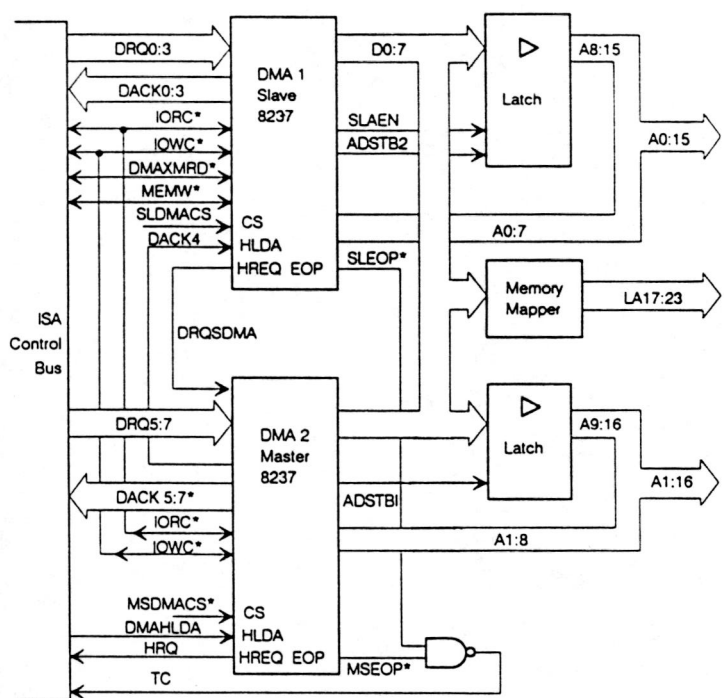 DRQ0:3
DMA 1
Slave
8237
D0:7
A8:15
DACK0:3
Latch
IORC*
SLAEN
IOWC*
ADSTB2
A0:15
DMAXMRD*
MEMW*
SLDMACS
CS
DACK4
HLDA
A0:7
HREQ EOP
SLEOP*
Memory
Mapper
LA17:23
ISA
Control
Bus
DRQSDMA
DRQ5:7
DMA 2
Master
8237
A9:16
Latch
DACK 5:7*
ADSTBI
A1:16
IORC*
IOWC*
A1:8
MSDMACS*
CS
DMAHLDA
HLDA
HRQ
HREQ EOP
MSEOP*
TC